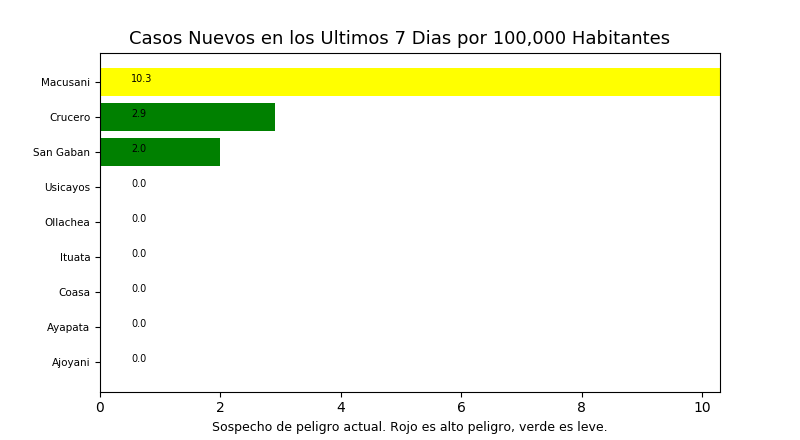 Casos Nuevos en los Ultimos 7 Dias por 100,000 Habitantes
Macusani 10.3
Crucero 2.9
San Gaban 2.0
Usicayos 0.0
Ollachea 0.0
Ituata 0.0
Coasa 0.0
Ayapata 0.0
Ajoyani 0.0
0 2 4 6 8 10
Sospecho de peligro actual. Rojo es alto peligro, verde es leve.